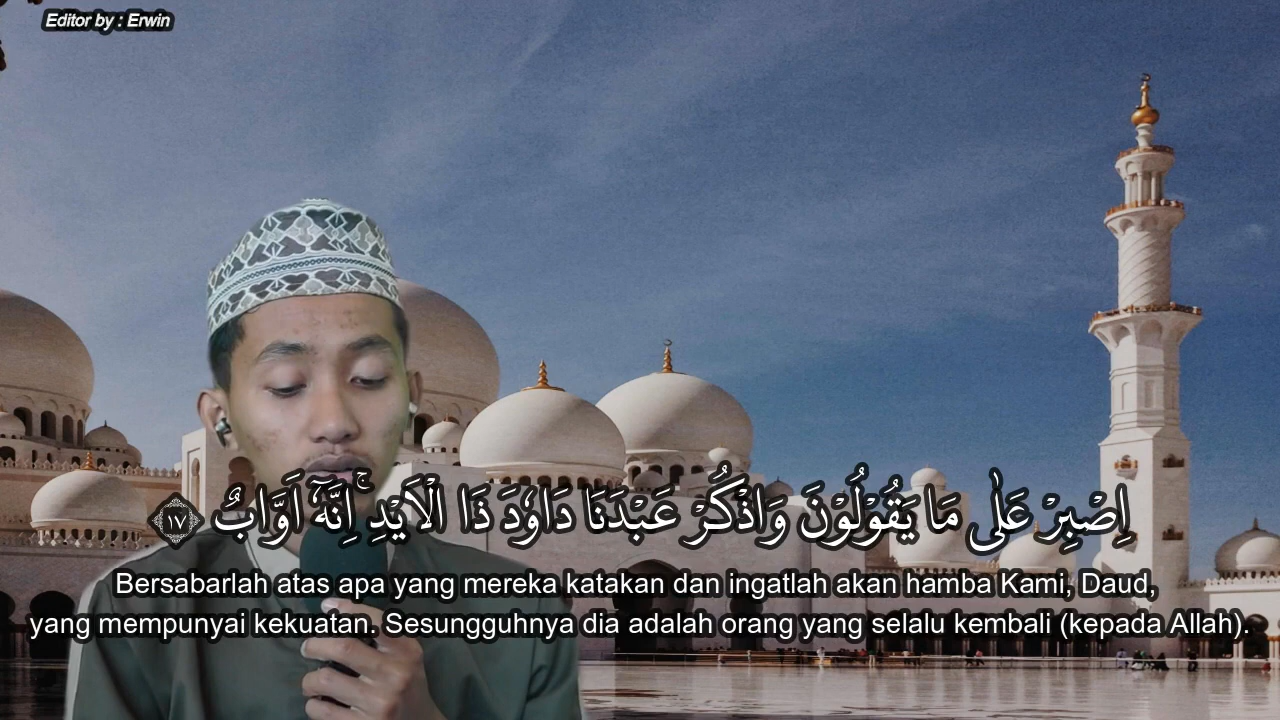 Editor by : Erwin
اِصْبِرْ عَلٰى مَا يَقُوْلُوْنَ وَاذْكُرْ عَبْدَنَا دَاوٗدَ ذَا الْاَيْدِۚ اِنَّهٗٓ اَوَّابٌ ١٧
Bersabarlah atas apa yang mereka katakan dan ingatlah akan hamba Kami, Daud,
yang mempunyai kekuatan. Sesungguhnya dia adalah orang yang selalu kembali (kepada Allah).